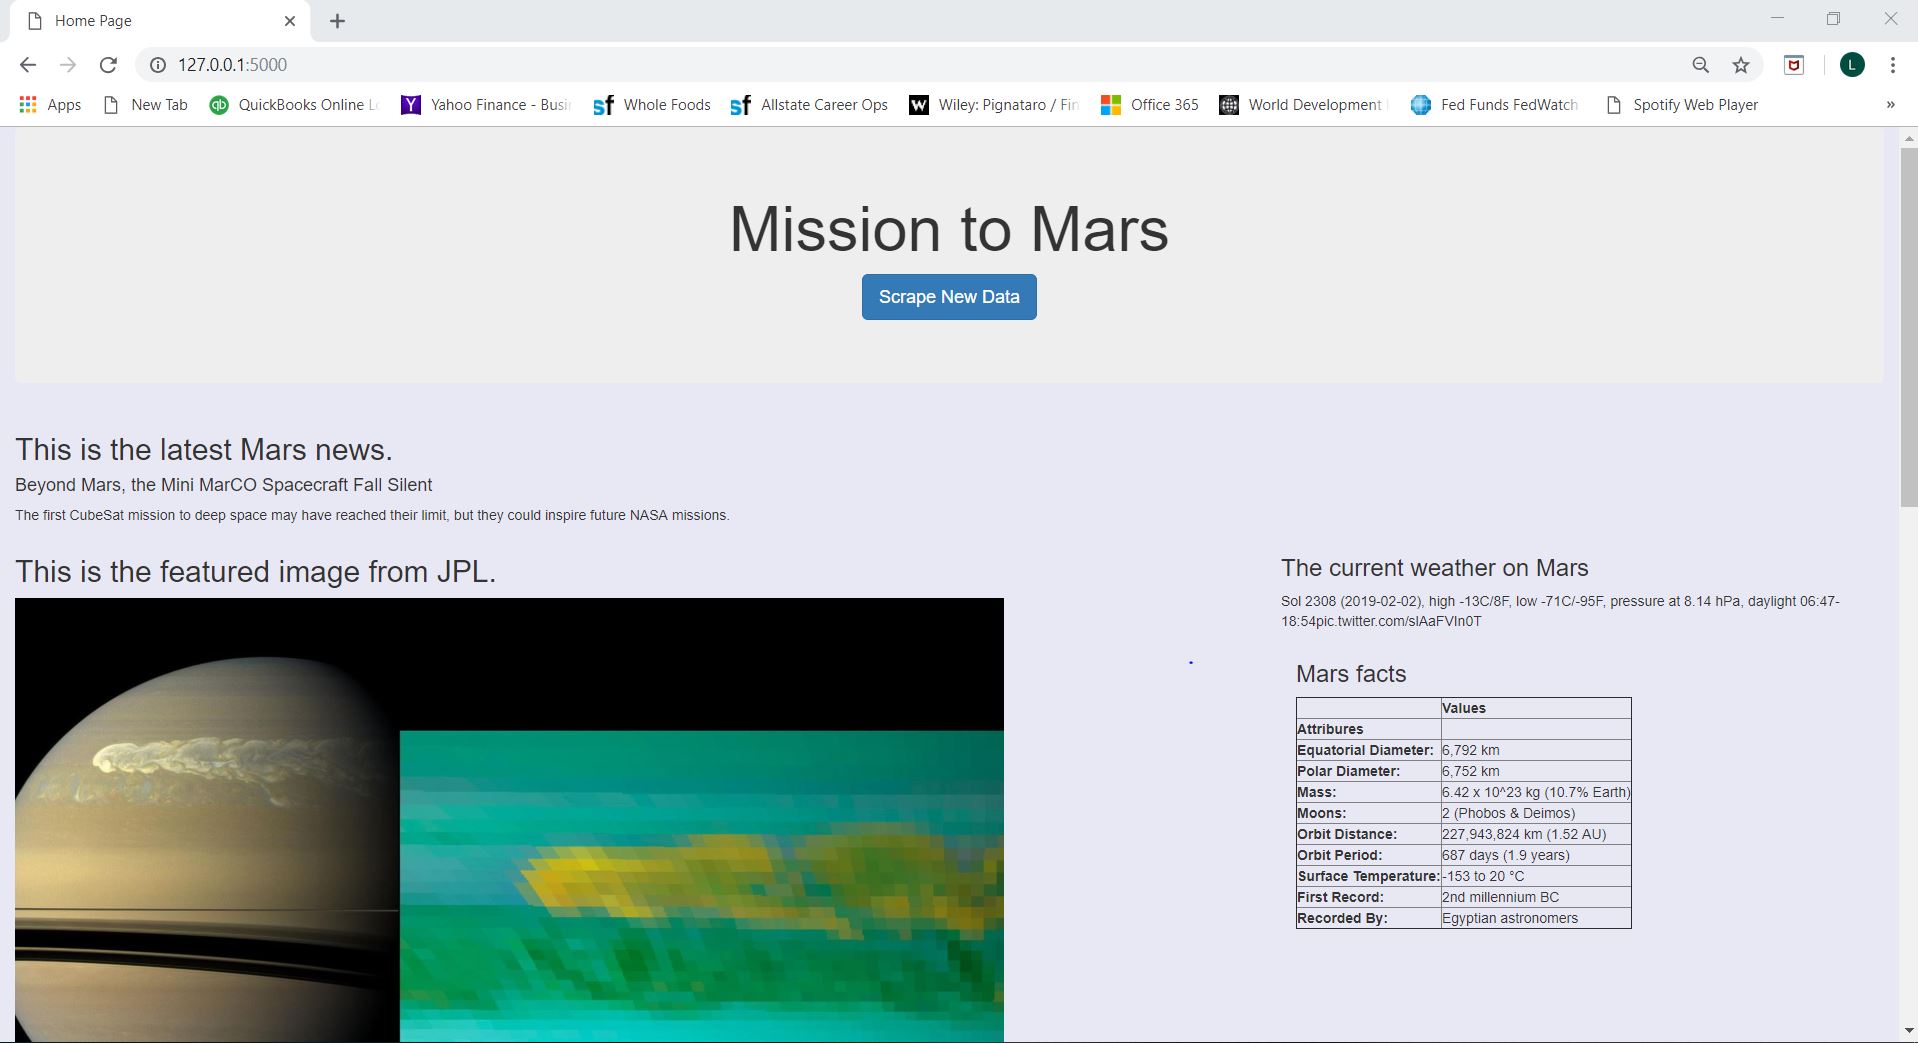 Home Page
127.0.0.1:5000
L
Apps
New Tab
qb QuickBooks Online L
Y Yahoo Finance - Busi
sf Whole Foods
sf Allstate Career Ops
W Wiley: Pignataro / Fin
Office 365
World Development
Fed Funds FedWatch
Spotify Web Player
»
Mission to Mars
Scrape New Data
This is the latest Mars news.
Beyond Mars, the Mini MarCO Spacecraft Fall Silent
The first CubeSat mission to deep space may have reached their limit, but they could inspire future NASA missions.
This is the featured image from JPL.
The current weather on Mars
Sol 2308 (2019-02-02), high -13C/8F, low -71C/-95F, pressure at 8.14 hPa, daylight 06:47-
18:54pic.twitter.com/slAaFVIn0T
Mars facts
Values
Attribures
Equatorial Diameter: 6,792 km
Polar Diameter: 6,752 km
Mass: 6.42 x 10^23 kg (10.7% Earth)
Moons: 2 (Phobos & Deimos)
Orbit Distance: 227,943,824 km (1.52 AU)
Orbit Period: 687 days (1.9 years)
Surface Temperature: -153 to 20 °C
First Record: 2nd millennium BC
Recorded By: Egyptian astronomers